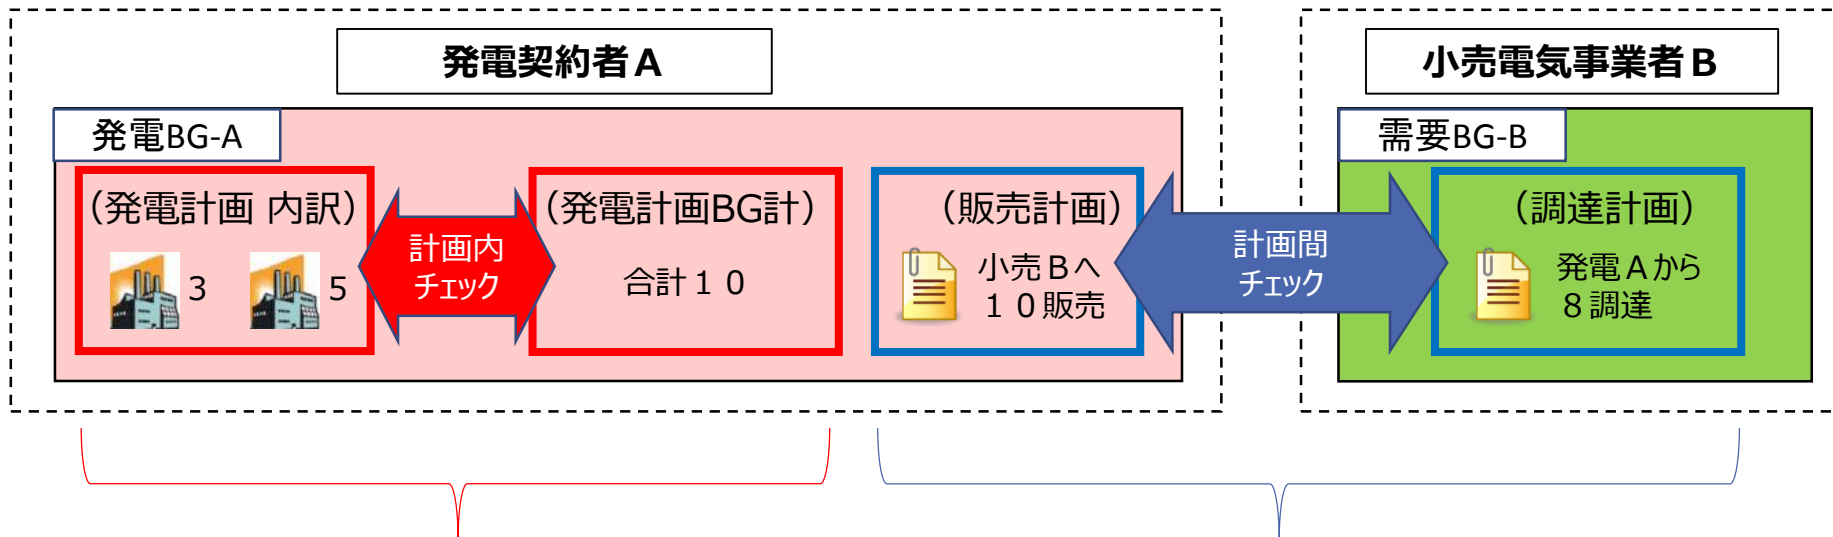 発電契約者A
小売電気事業者B
発電BG-A
需要BG-B
（発電計画 内訳）
3
5
計画内
チェック
（発電計画BG計）
合計１０
（販売計画）
小売Ｂへ
１０販売
計画間
チェック
（調達計画）
発電Ａから
８調達